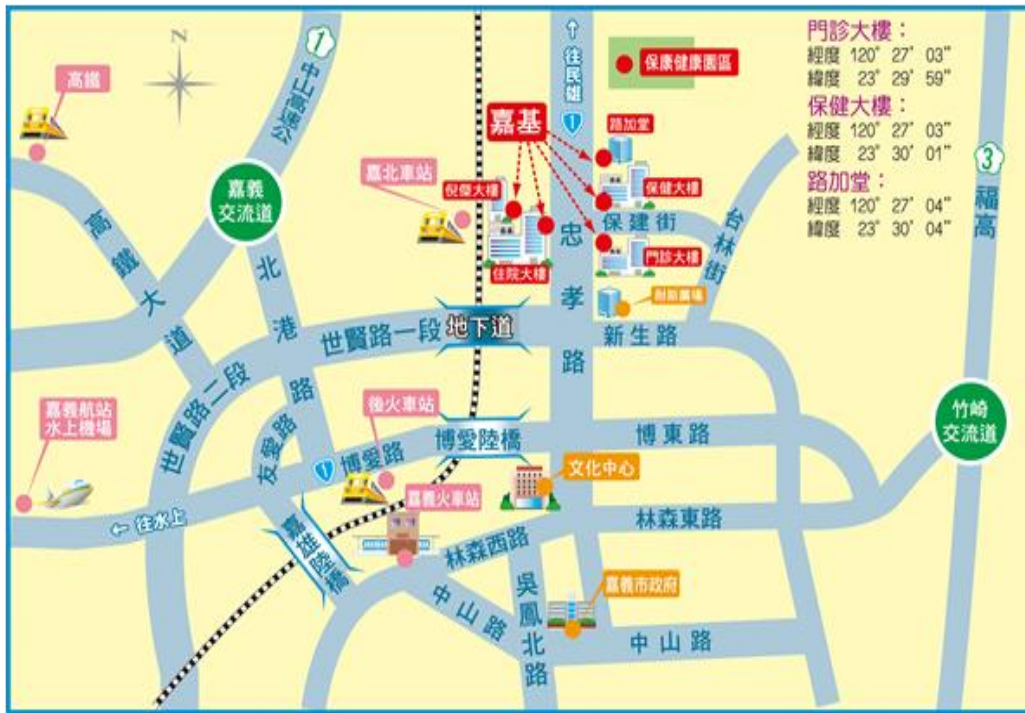 N
高鐵
1
中山高速公
↑往民雄
1
保康健康園區
嘉基
路加堂
倪傑大樓
保健大樓
保建街
住院大樓
門診大樓
嘉北車站
嘉義
交流道
高鐵大道
北港路
忠孝路
台林街
門診大樓：
經度 120° 27' 03"
緯度 23° 29' 59"
保健大樓：
經度 120° 27' 03"
緯度 23° 30' 01"
路加堂：
經度 120° 27' 04"
緯度 23° 30' 04"
3
福高
耐斯廣場
世賢路一段
地下道
新生路
世賢路二段
友愛路
嘉義航站
水上機場
後火車站
1
博愛路
博愛陸橋
博東路
竹崎
交流道
文化中心
←往水上
嘉義火車站
嘉雄陸橋
林森西路
林森東路
吳鳳北路
嘉義市政府
中山路
中山路